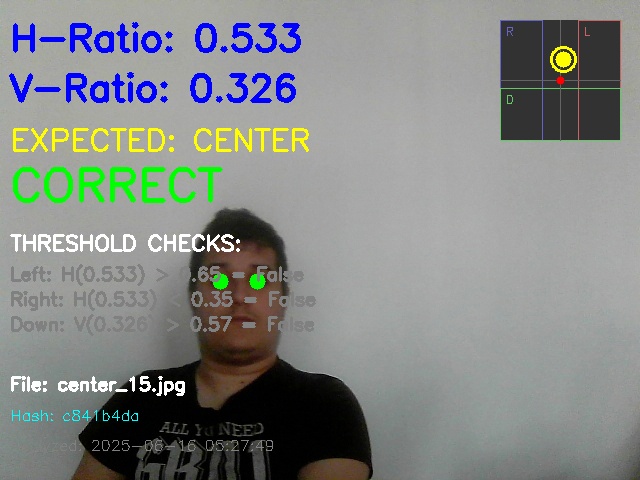 H-Ratio: 0.533
V-Ratio: 0.326
EXPECTED: CENTER
CORRECT
THRESHOLD CHECKS:
Left: H(0.533) > 0.65 = False
Right: H(0.533) < 0.35 = False
Down: V(0.326) > 0.57 = False
File: center_15.jpg
Hash: c841b4da
2025-06-16 05:27:49
R L
D
ALL YOU NEED